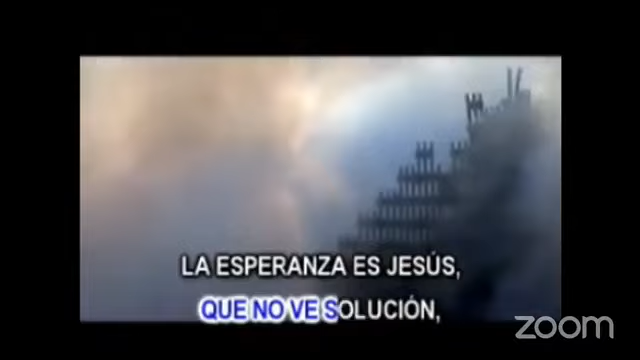 LA ESPERANZA ES JESÚS,
QUE NO VE SOLUCIÓN,
zoom